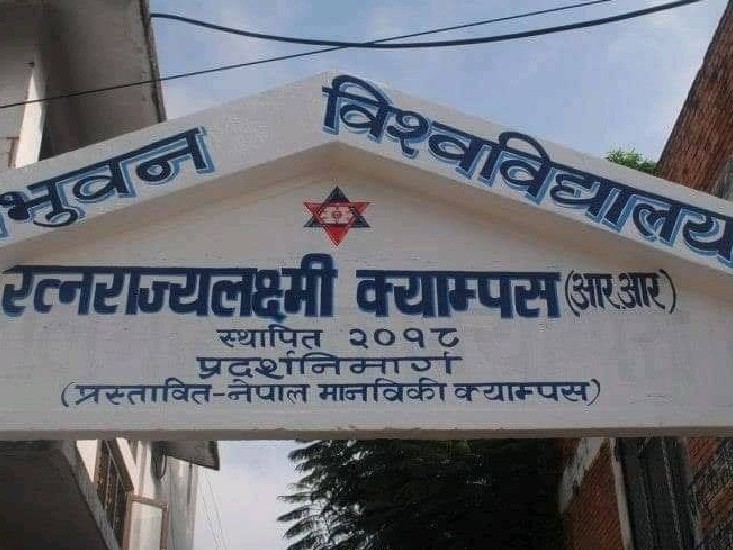 भुवन विश्वविद्यालय
रत्नराज्यलक्ष्मी क्याम्पस (आर.आर)
स्थापित २०१८
प्रदर्शनिमार्ग
(प्रस्तावित-नेपाल मानविकी क्याम्पस)